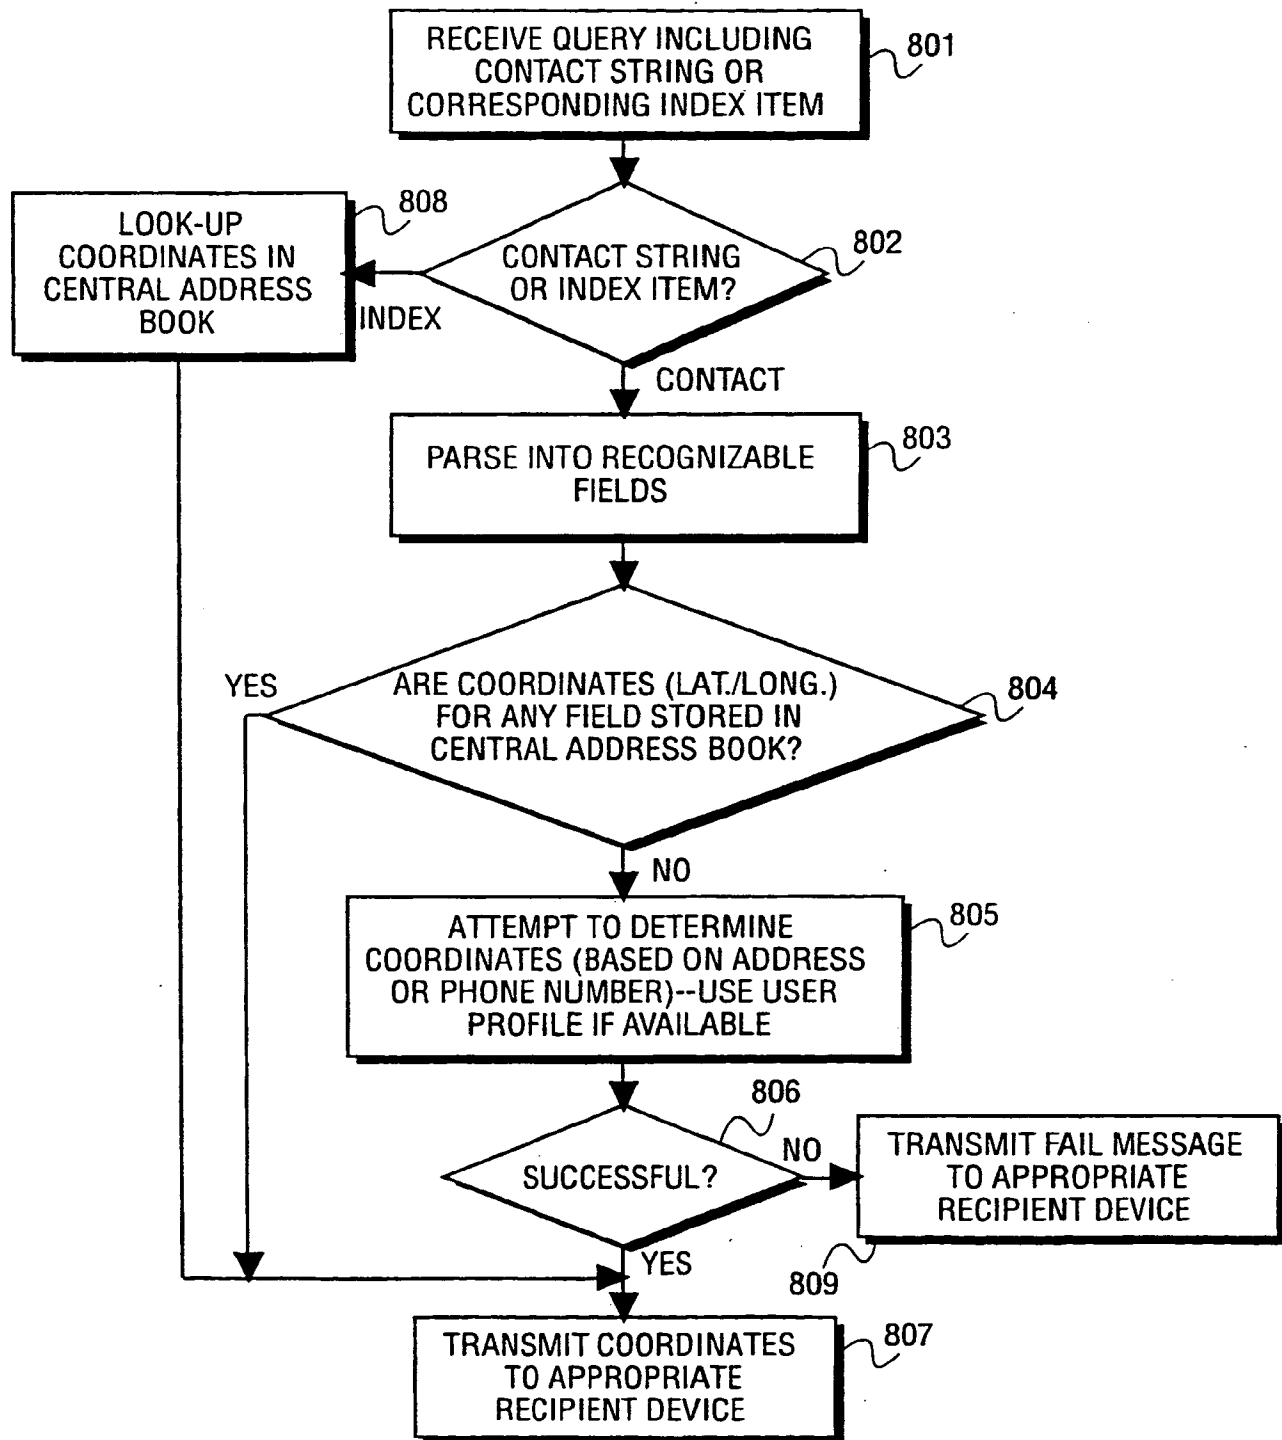 RECEIVE QUERY INCLUDING
CONTACT STRING OR
CORRESPONDING INDEX ITEM
801
LOOK-UP
COORDINATES IN
CENTRAL ADDRESS
BOOK
808
CONTACT STRING
OR INDEX ITEM?
802
INDEX
CONTACT
PARSE INTO RECOGNIZABLE
FIELDS
803
YES
ARE COORDINATES (LAT./LONG.)
FOR ANY FIELD STORED IN
CENTRAL ADDRESS BOOK?
804
NO
ATTEMPT TO DETERMINE
COORDINATES (BASED ON ADDRESS
OR PHONE NUMBER)--USE USER
PROFILE IF AVAILABLE
805
SUCCESSFUL?
806
NO
TRANSMIT FAIL MESSAGE
TO APPROPRIATE
RECIPIENT DEVICE
809
YES
TRANSMIT COORDINATES
TO APPROPRIATE
RECIPIENT DEVICE
807